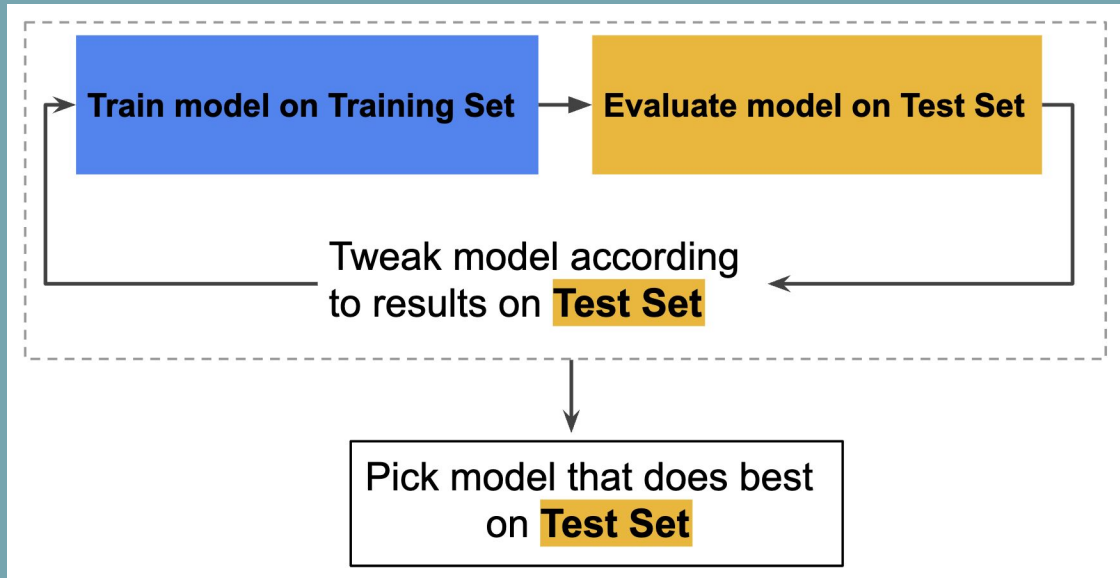 Train model on Training Set
Evaluate model on Test Set
Tweak model according
to results on Test Set
Pick model that does best
on Test Set